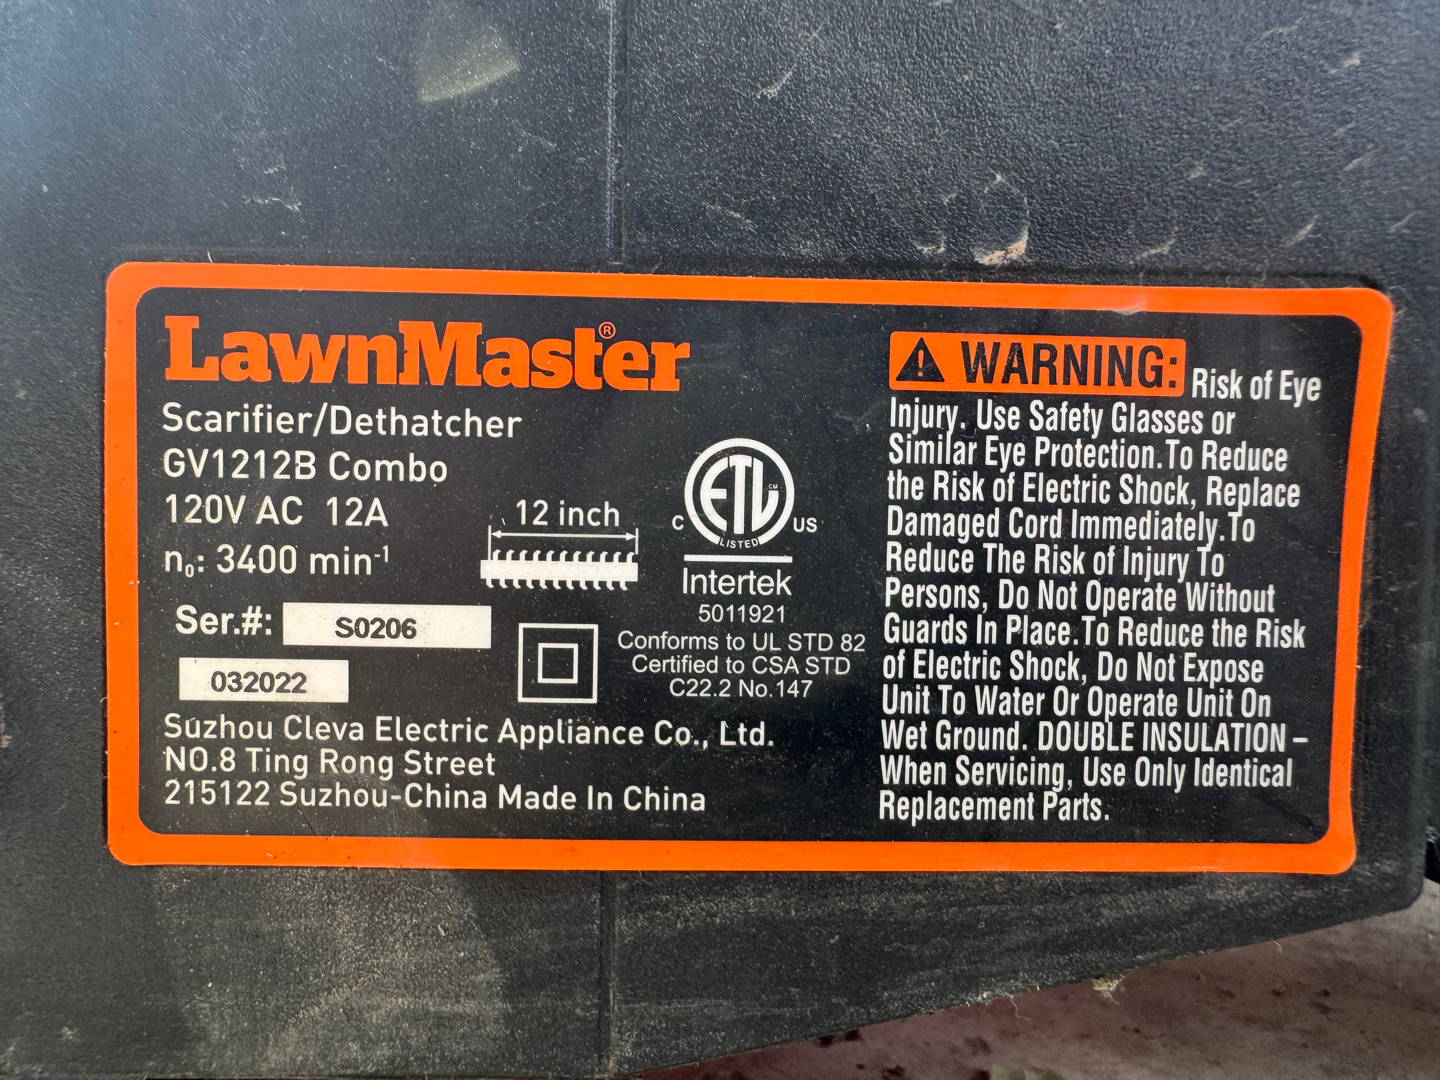 LawnMaster®
Scarifier/Dethatcher
GV1212B Combo
120V AC 12A
n₀: 3400 min⁻¹
12 inch
Ser.#: S0206
032022
ETL CM
LISTED
C US
Intertek
5011921
Conforms to UL STD 82
Certified to CSA STD
C22.2 No.147
Suzhou Cleva Electric Appliance Co., Ltd.
NO.8 Ting Rong Street
215122 Suzhou-China Made In China
WARNING: Risk of Eye
Injury. Use Safety Glasses or
Similar Eye Protection.To Reduce
the Risk of Electric Shock, Replace
Damaged Cord Immediately.To
Reduce The Risk of Injury To
Persons, Do Not Operate Without
Guards In Place.To Reduce the Risk
of Electric Shock, Do Not Expose
Unit To Water Or Operate Unit On
Wet Ground. DOUBLE INSULATION –
When Servicing, Use Only Identical
Replacement Parts.